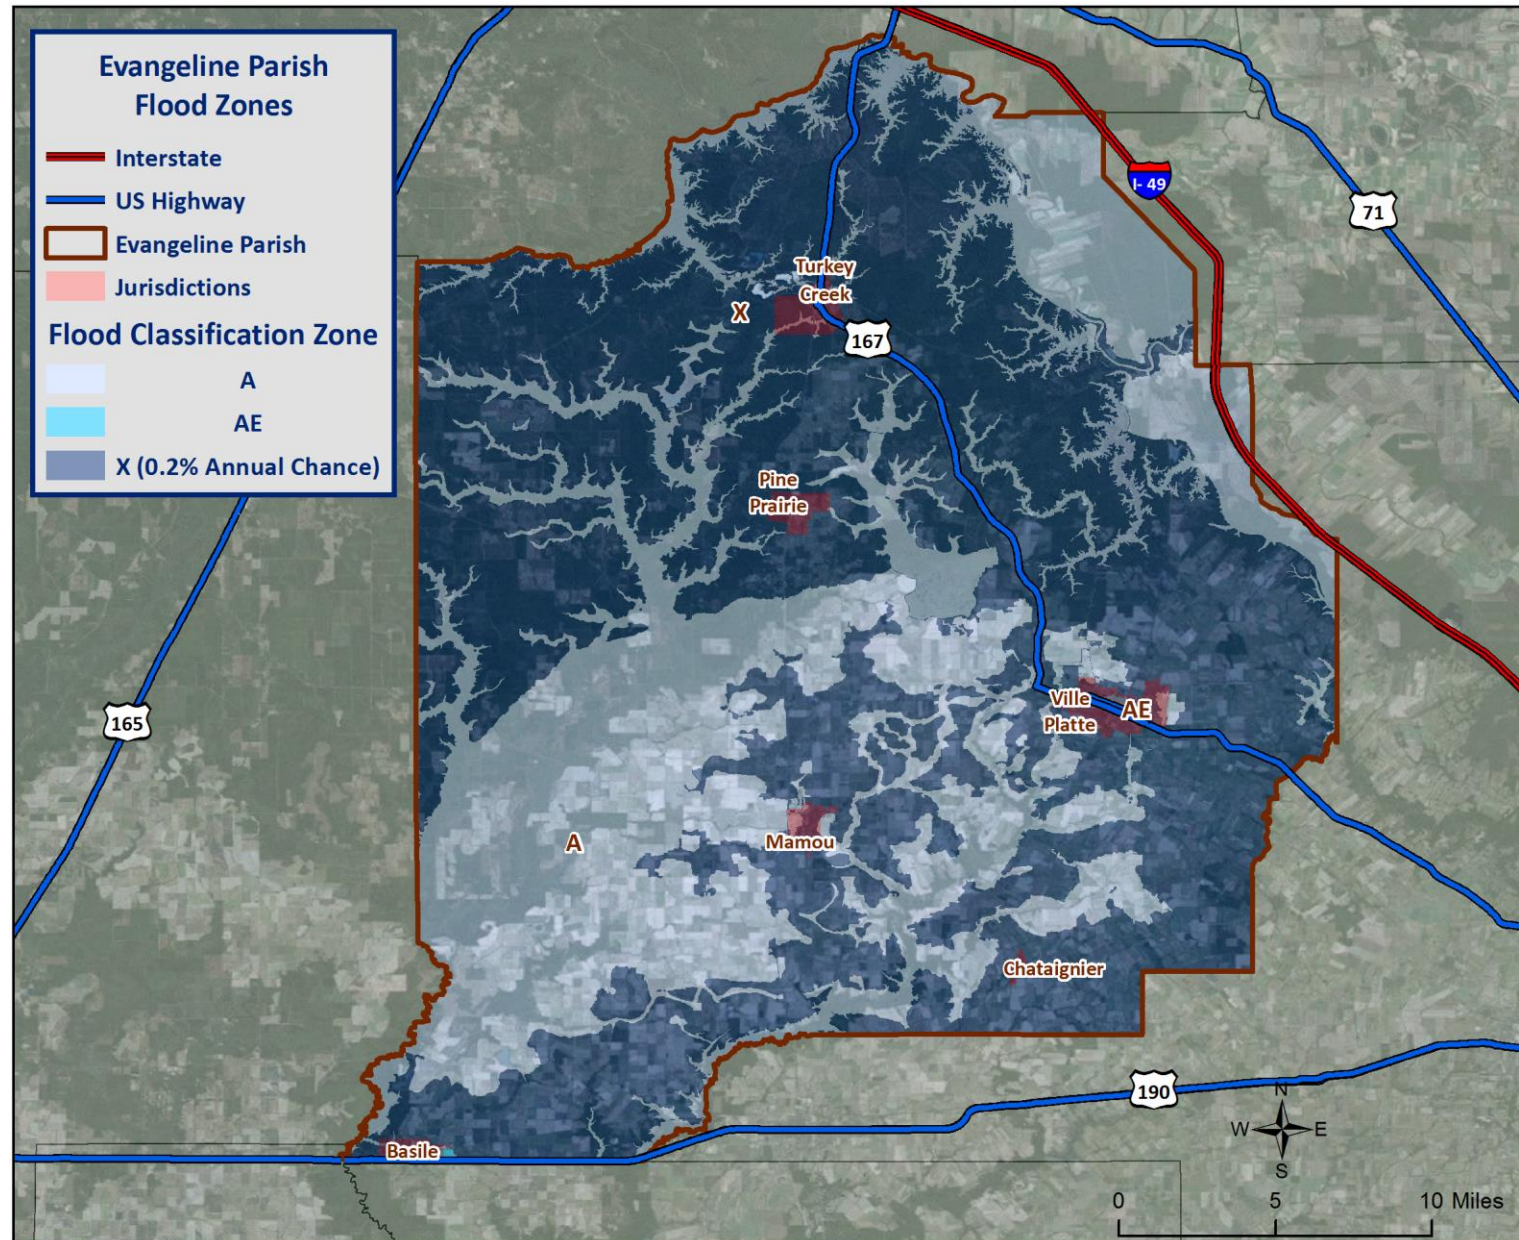 Evangeline Parish
Flood Zones
Interstate
US Highway
Evangeline Parish
Jurisdictions
Flood Classification Zone
A
AE
X (0.2% Annual Chance)
I- 49
71
Turkey
Creek
X
167
Pine
Prairie
165
Ville
Platte
AE
A
Mamou
Chataignier
190
Basile
N
W
E
S
0
5
10 Miles